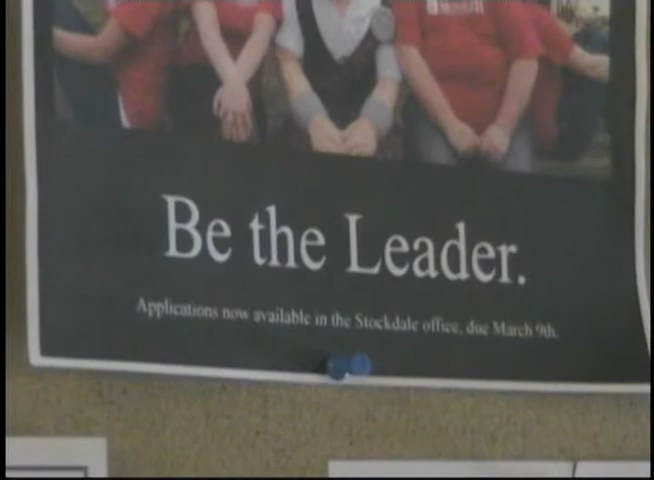 Be the Leader.
Applications now available in the Stockdale office, due March 9th.